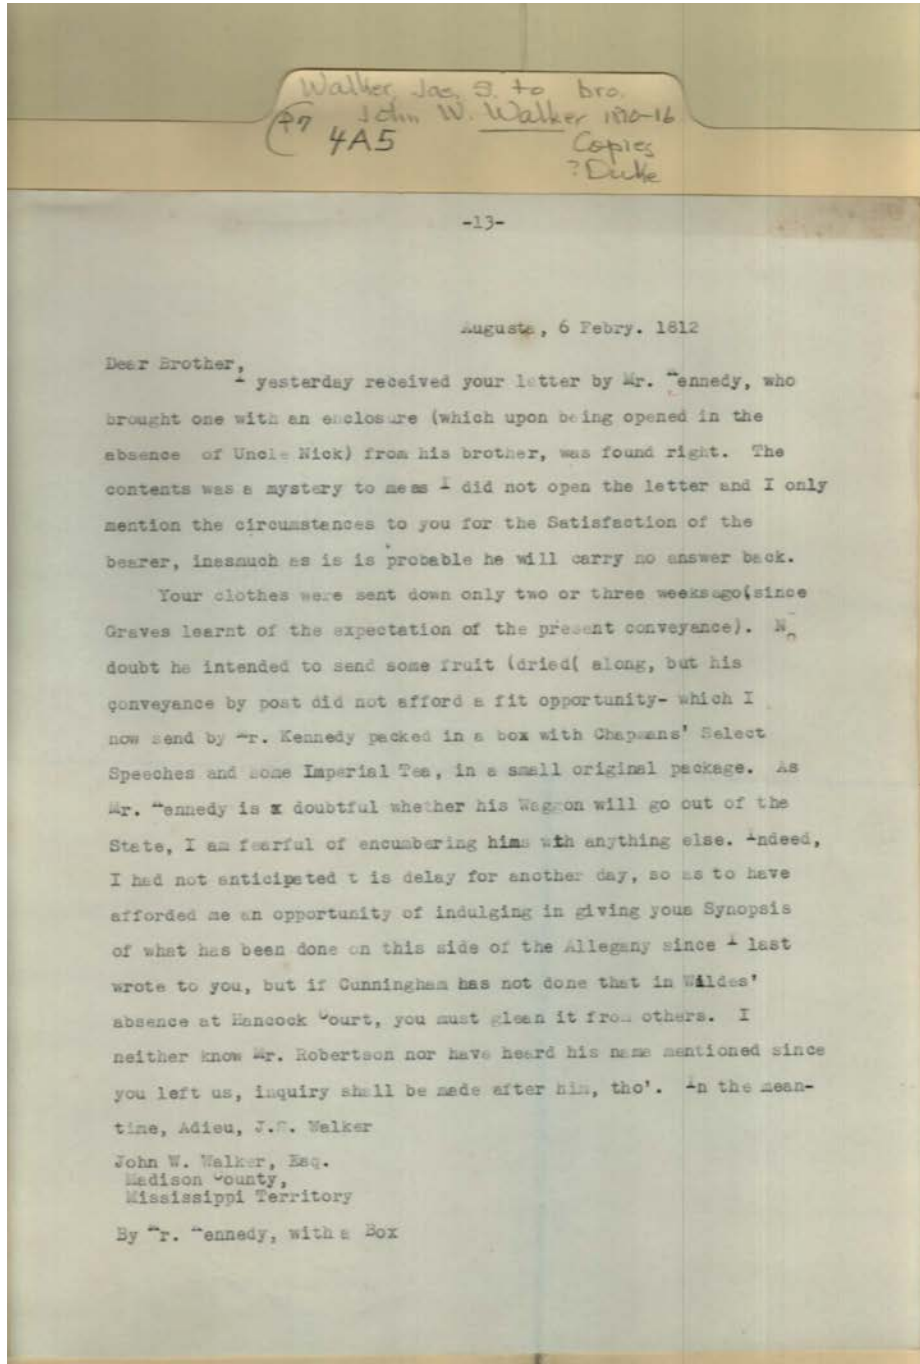 Walker, Jas. S. to bro.
John W. Walker 1810-16
4A5
Copies
? Duke
-13-
Augusta, 6 Febry. 1812
Dear Brother,
I yesterday received your letter by Mr. Kennedy, who
brought one with an enclosure (which upon being opened in the
absence of Uncle Nick) from his brother, was found right. The
contents was a mystery to meas I did not open the letter and I only
mention the circumstances to you for the Satisfaction of the
bearer, inasmuch as is is probable he will carry no answer back.
Your clothes were sent down only two or three weeksago(since
Graves learnt of the expectation of the present conveyance). No
doubt he intended to send some fruit (dried( along, but his
conveyance by post did not afford a fit opportunity- which I
now send by Mr. Kennedy packed in a box with Chapmans' Select
Speeches and some Imperial Tea, in a small original package. As
Mr. Kennedy is x doubtful whether his Waggon will go out of the
State, I am fearful of encumbering him wth anything else. Indeed,
I had not anticipated t is delay for another day, so as to have
afforded me an opportunity of indulging in giving yous Synopsis
of what has been done on this side of the Allegany since I last
wrote to you, but if Cunningham has not done that in Wildes'
absence at Hancock Court, you must glean it from others. I
neither know Mr. Robertson nor have heard his name mentioned since
you left us, inquiry shall be made after him, tho'. In the mean-
time, Adieu, J.S. Walker
John W. Walker, Esq.
Madison County,
Mississippi Territory
By Mr. Kennedy, with a Box